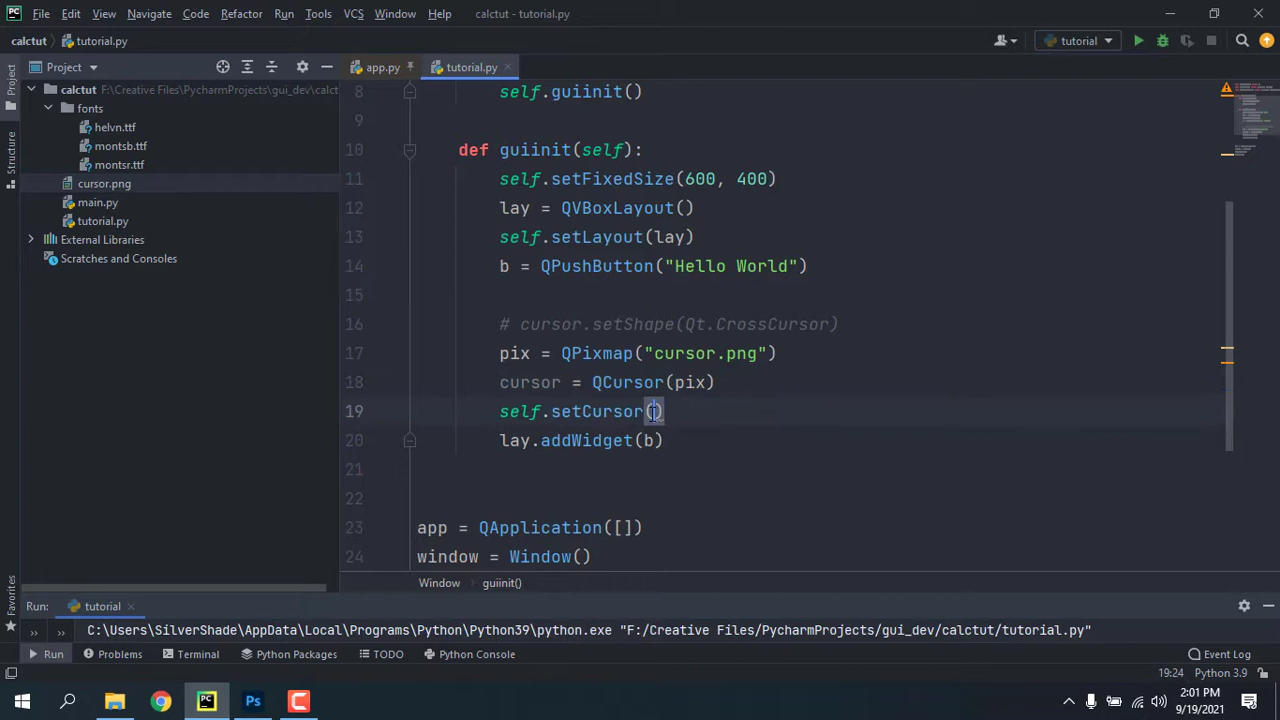 File Edit View Navigate Code Refactor Run Tools VCS Window Help calctut - tutorial.py
calctut tutorial.py tutorial
Project app.py tutorial.py
Project
Structure
Favorites
calctut F:\Creative Files\PycharmProjects\gui_dev\calct
fonts
helvn.ttf
montsb.ttf
montsr.ttf
cursor.png
main.py
tutorial.py
External Libraries
Scratches and Consoles
8 self.guiinit()
9
10 def guiinit(self):
11 self.setFixedSize(600, 400)
12 lay = QVBoxLayout()
13 self.setLayout(lay)
14 b = QPushButton("Hello World")
15
16 # cursor.setShape(Qt.CrossCursor)
17 pix = QPixmap("cursor.png")
18 cursor = QCursor(pix)
19 self.setCursor()
20 lay.addWidget(b)
21
22
23 app = QApplication([])
24 window = Window()
Window guiinit()
Run: tutorial
C:\Users\SilverShade\AppData\Local\Programs\Python\Python39\python.exe "F:/Creative Files/PycharmProjects/gui_dev/calctut/tutorial.py"
Run Problems Terminal Python Packages TODO Python Console Event Log
19:24 Python 3.9
PC Ps 2:01 PM
9/19/2021